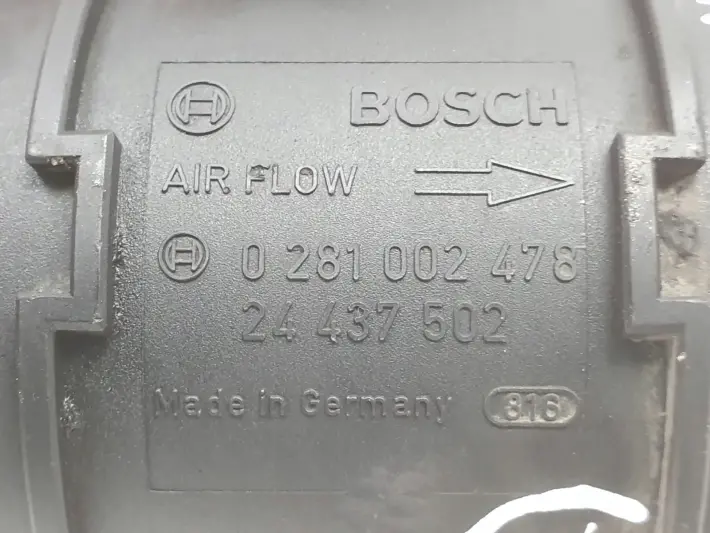 BOSCH
AIR FLOW
0 281 002 478
24 437 502
Made in Germany 816